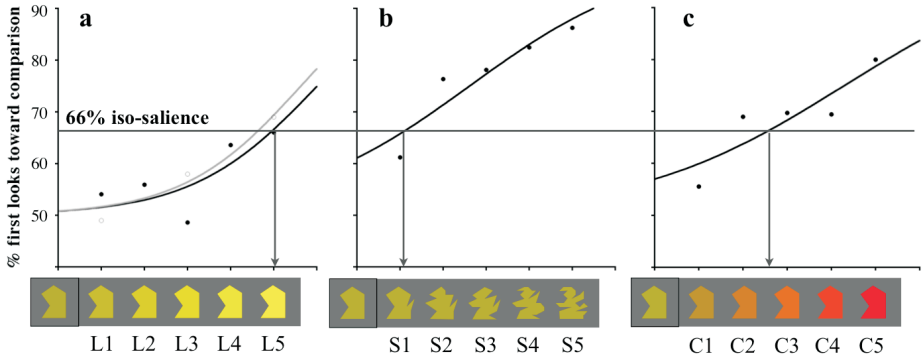 a b c
90
80
70
60
50
% first looks toward comparison
66% iso-salience
L1 L2 L3 L4 L5
S1 S2 S3 S4 S5
C1 C2 C3 C4 C5